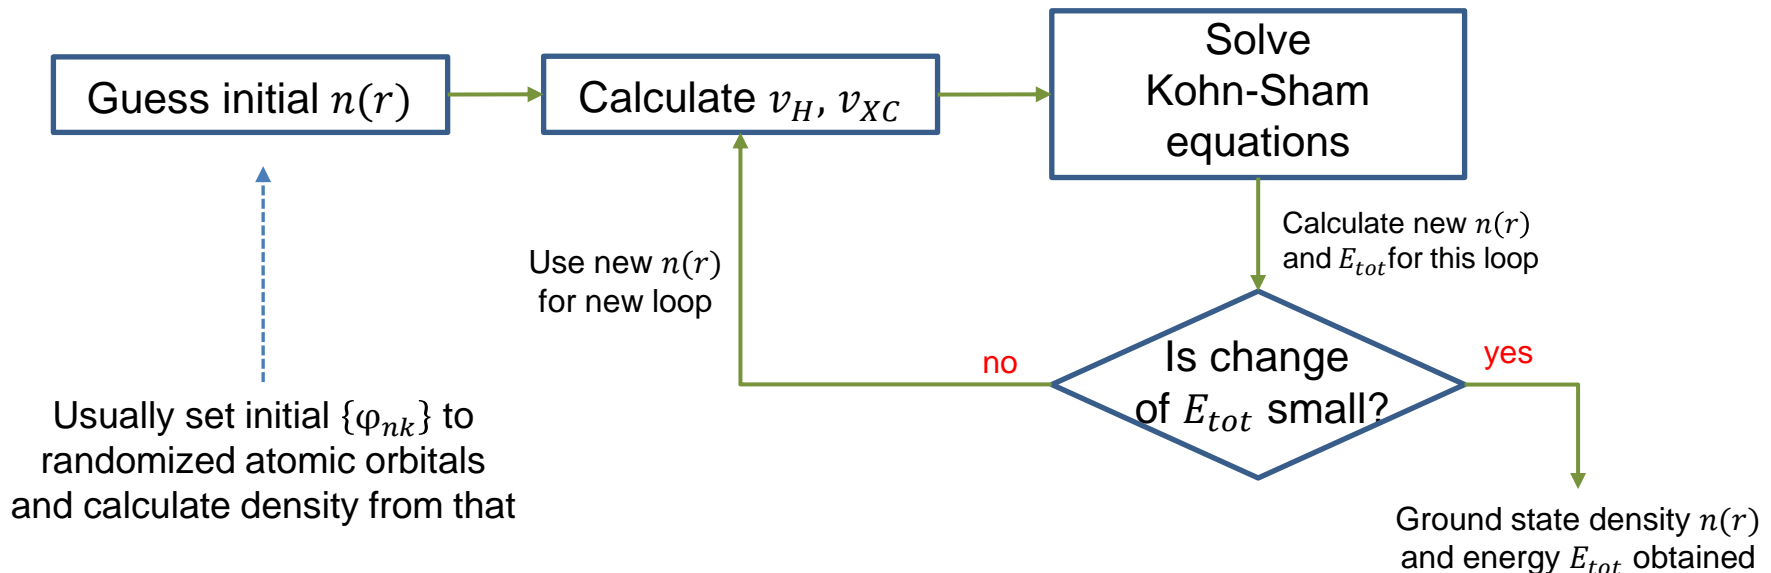 Guess initial n(r)
Calculate v_H, v_XC
Solve
Kohn-Sham
equations
Calculate new n(r)
and E_tot for this loop
Use new n(r)
for new loop
no
Is change
of E_tot small?
yes
Usually set initial {φ_nk} to
randomized atomic orbitals
and calculate density from that
Ground state density n(r)
and energy E_tot obtained